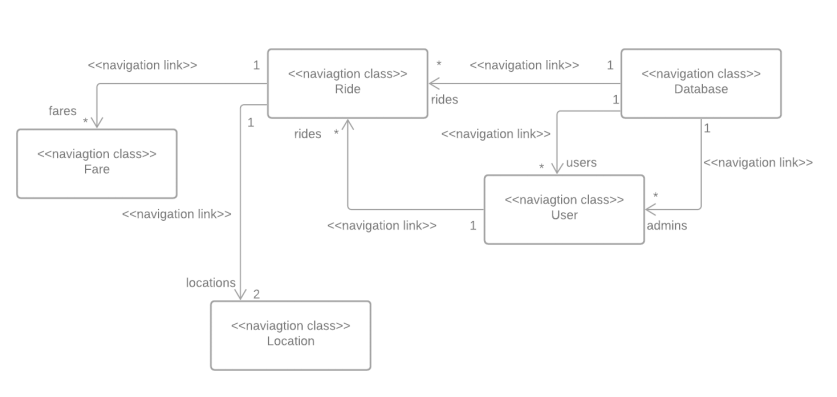 <<navigation link>>
1
<<naviagtion class>>
Ride
*
<<navigation link>>
1
<<navigation class>>
Database
fares
*
rides
1
1
rides
*
<<navigation link>>
1
<<naviagtion class>>
Fare
*
users
<<navigation link>>
<<naviagtion class>>
User
*
<<navigation link>>
<<navigation link>>
1
admins
locations
2
<<naviagtion class>>
Location